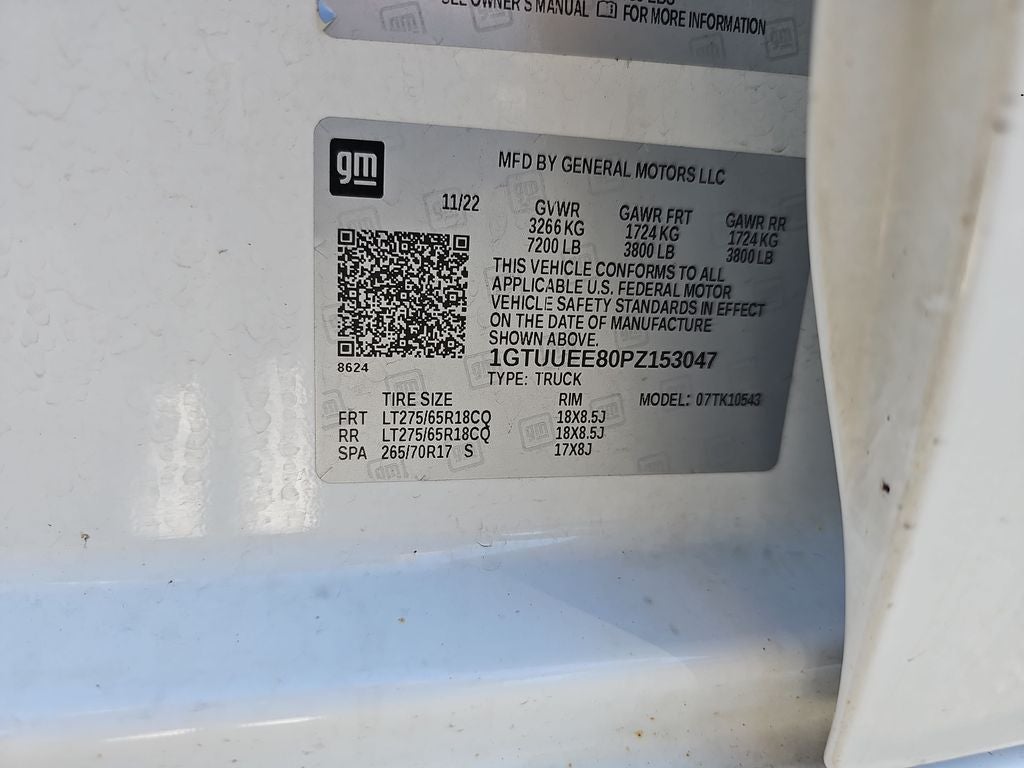 SEE OWNER'S MANUAL FOR MORE INFORMATION
gm
MFD BY GENERAL MOTORS LLC
11/22
GVWR GAWR FRT GAWR RR
3266 KG 1724 KG 1724 KG
7200 LB 3800 LB 3800 LB
THIS VEHICLE CONFORMS TO ALL
APPLICABLE U.S. FEDERAL MOTOR
VEHICLE SAFETY STANDARDS IN EFFECT
ON THE DATE OF MANUFACTURE
SHOWN ABOVE.
8624
1GTUUEE80PZ153047
TYPE: TRUCK
TIRE SIZE RIM MODEL: 07TK10543
FRT LT275/65R18CQ 18X8.5J
RR LT275/65R18CQ 18X8.5J
SPA 265/70R17 S 17X8J